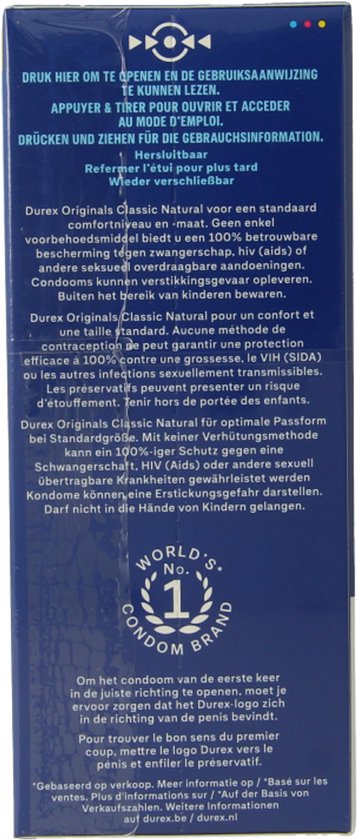 DRUK HIER OM TE OPENEN EN DE GEBRUIKSAANWIJZING
TE KUNNEN LEZEN.
APPUYER & TIRER POUR OUVRIR ET ACCEDER
AU MODE D'EMPLOI.
DRÜCKEN UND ZIEHEN FÜR DIE GEBRAUCHSINFORMATION.
Hersluitbaar
Refermer l'étui pour plus tard
Wieder verschließbar
Durex Originals Classic Natural voor een standaard
comfortniveau en -maat. Geen enkel
voorbehoedsmiddel biedt u een 100% betrouwbare
bescherming tegen zwangerschap, hiv (aids) of
andere seksueel overdraagbare aandoeningen.
Condooms kunnen verstikkingsgevaar opleveren.
Buiten het bereik van kinderen bewaren.
Durex Originals Classic Natural pour un confort et
une taille standard. Aucune méthode de
contraception ne peut garantir une protection
efficace à 100% contre une grossesse, le VIH (SIDA)
ou les autres infections sexuellement transmissibles.
Les préservatifs peuvent présenter un risque
d'étouffement. Tenir hors de portée des enfants.
Durex Originals Classic Natural für optimale Passform
bei Standardgröße. Mit keiner Verhütungsmethode
kann ein 100%-iger Schutz gegen eine
Schwangerschaft, HIV (Aids) oder andere sexuell
übertragbare Krankheiten gewährleistet werden
Kondome können eine Erstickungsgefahr darstellen.
Darf nicht in die Hände von Kindern gelangen.
WORLD'S*
No.
1
CONDOM BRAND
Om het condoom van de eerste keer
in de juiste richting te openen, moet je
ervoor zorgen dat het Durex-logo zich
in de richting van de penis bevindt.
Pour trouver le bon sens du premier
coup, mettre le logo Durex vers le
pénis et enfiler le préservatif.
*Gebaseerd op verkoop. Meer informatie op / *Basé sur les
ventes. Plus d'informations sur / *Auf der Basis von
Verkaufszahlen. Weitere Informationen
auf durex.be / durex.nl